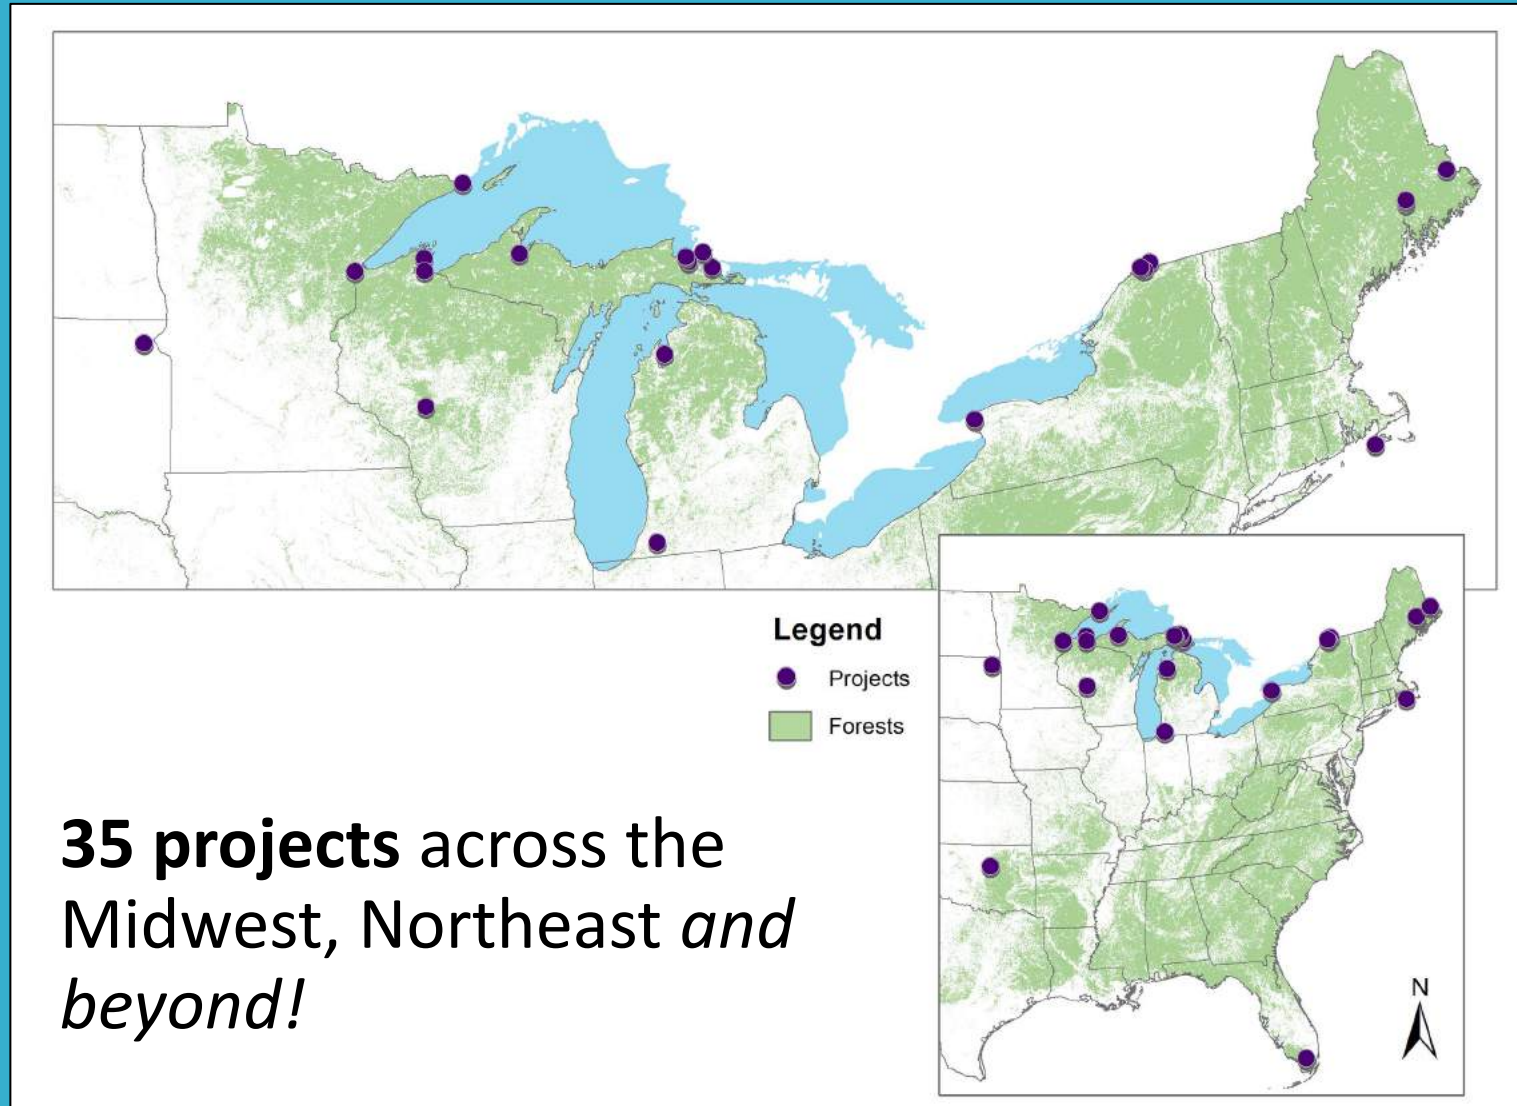 Legend
Projects
Forests
35 projects across the
Midwest, Northeast and
beyond!
N